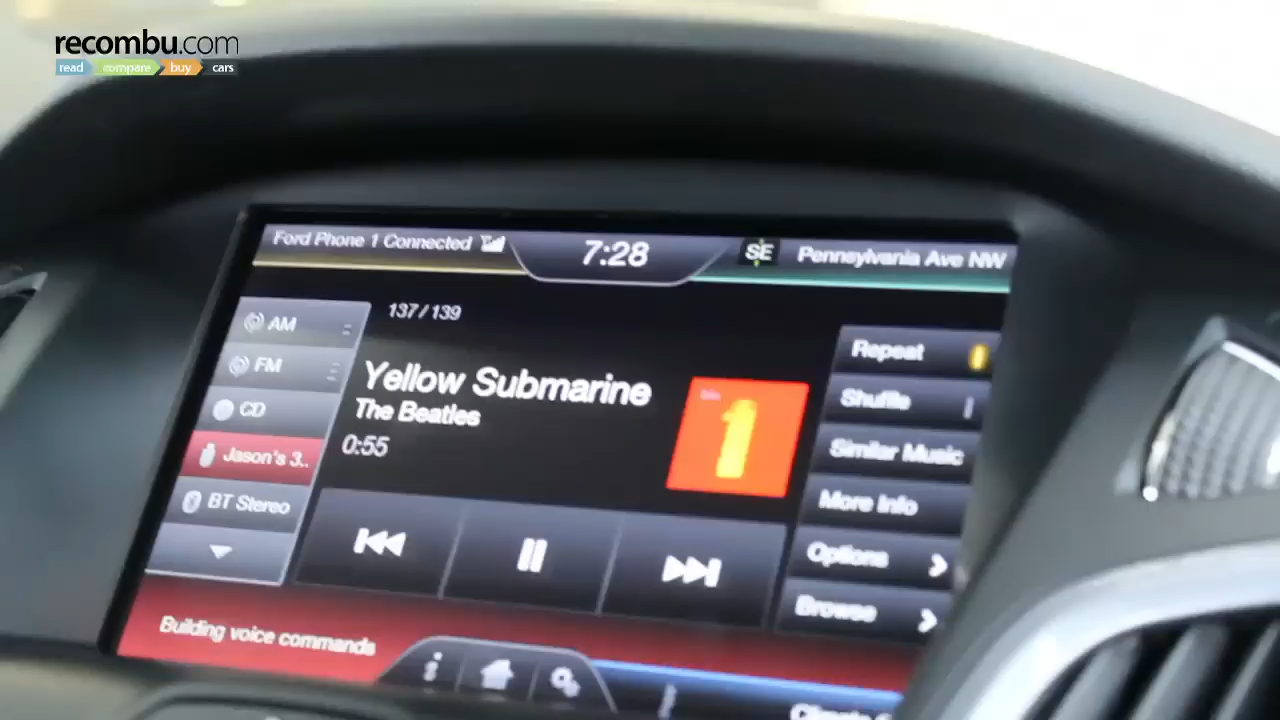 recombu.com
read compare buy cars
Ford Phone 1 Connected
7:28
SE
Pennsylvania Ave NW
AM
FM
CD
Jason's 3..
BT Stereo
137/139
Yellow Submarine
The Beatles
0:55
1
Repeat
Shuffle
Similar Music
More Info
Options
Browse
Building voice commands
Climate